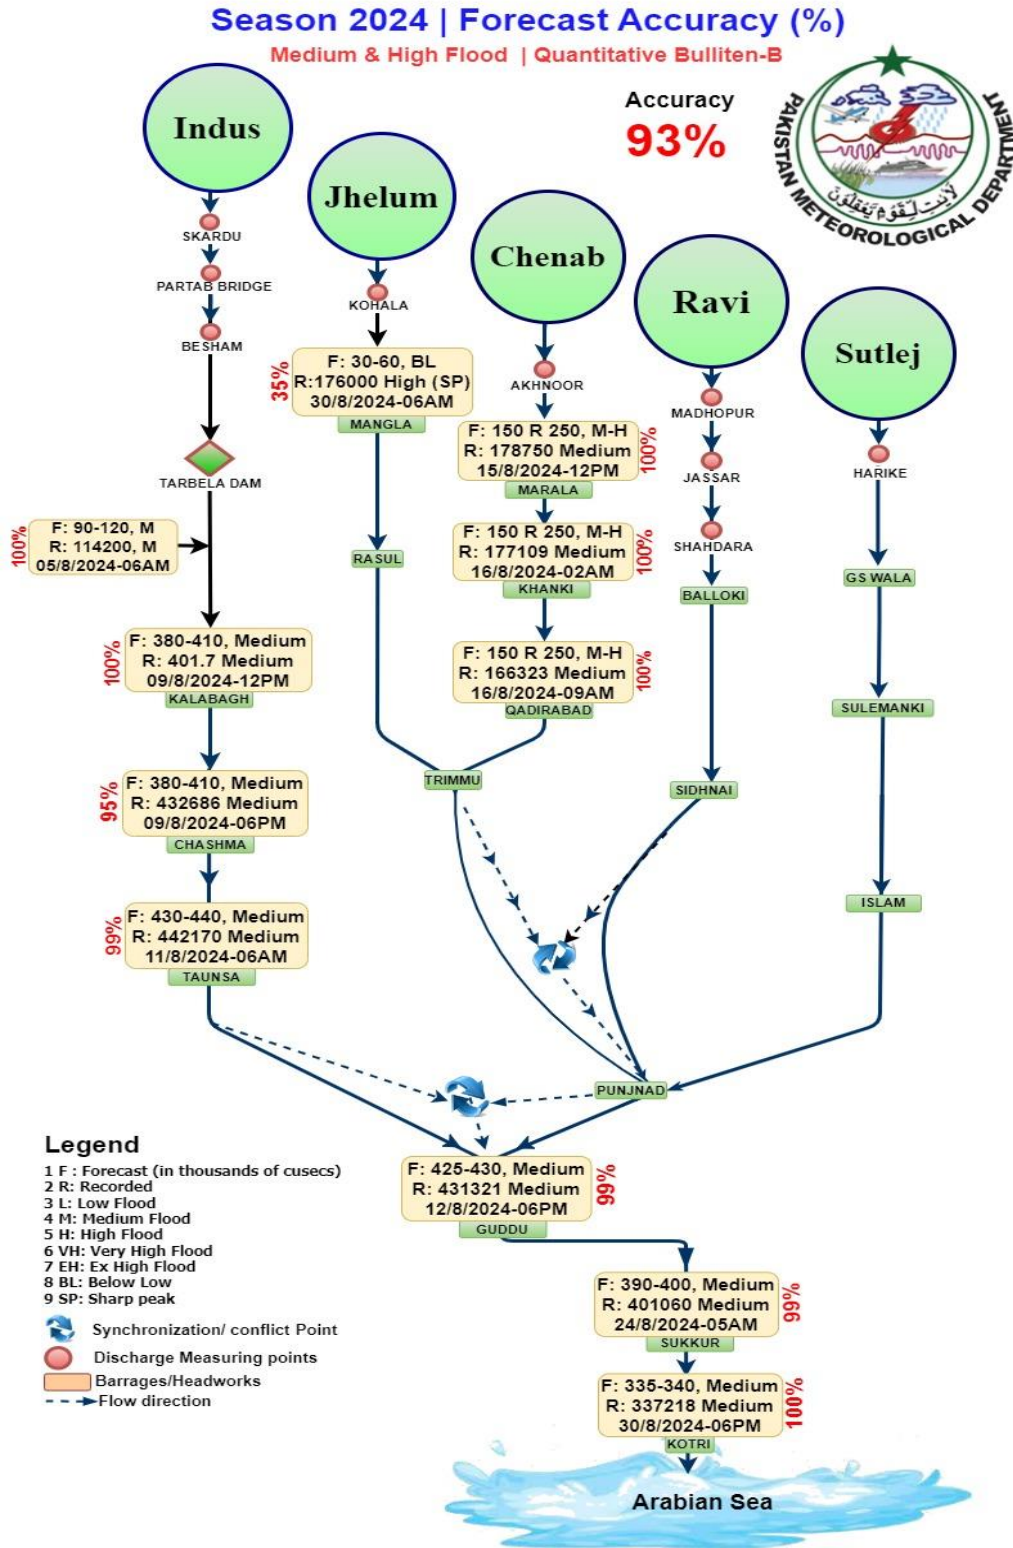 Season 2024 | Forecast Accuracy (%)
Medium & High Flood | Quantitative Bulliten-B
Accuracy
93%
PAKISTAN METEOROLOGICAL DEPARTMENT
لَاٰيٰتٍ لِّقَوْمٍ يَّعْقِلُوْنَ
Indus
SKARDU
PARTAB BRIDGE
BESHAM
TARBELA DAM
100%
F: 90-120, M
R: 114200, M
05/8/2024-06AM
100%
F: 380-410, Medium
R: 401.7 Medium
09/8/2024-12PM
KALABAGH
95%
F: 380-410, Medium
R: 432686 Medium
09/8/2024-06PM
CHASHMA
99%
F: 430-440, Medium
R: 442170 Medium
11/8/2024-06AM
TAUNSA
Jhelum
KOHALA
35%
F: 30-60, BL
R:176000 High (SP)
30/8/2024-06AM
MANGLA
RASUL
Chenab
AKHNOOR
F: 150 R 250, M-H
R: 178750 Medium
15/8/2024-12PM
100%
MARALA
F: 150 R 250, M-H
R: 177109 Medium
16/8/2024-02AM
100%
KHANKI
F: 150 R 250, M-H
R: 166323 Medium
16/8/2024-09AM
100%
QADIRABAD
TRIMMU
Ravi
MADHOPUR
JASSAR
SHAHDARA
BALLOKI
SIDHNAI
Sutlej
HARIKE
GS WALA
SULEMANKI
ISLAM
PUNJNAD
F: 425-430, Medium
R: 431321 Medium
12/8/2024-06PM
99%
GUDDU
F: 390-400, Medium
R: 401060 Medium
24/8/2024-05AM
99%
SUKKUR
F: 335-340, Medium
R: 337218 Medium
30/8/2024-06PM
100%
KOTRI
Arabian Sea
Legend
1 F : Forecast (in thousands of cusecs)
2 R: Recorded
3 L: Low Flood
4 M: Medium Flood
5 H: High Flood
6 VH: Very High Flood
7 EH: Ex High Flood
8 BL: Below Low
9 SP: Sharp peak
Synchronization/ conflict Point
Discharge Measuring points
Barrages/Headworks
Flow direction